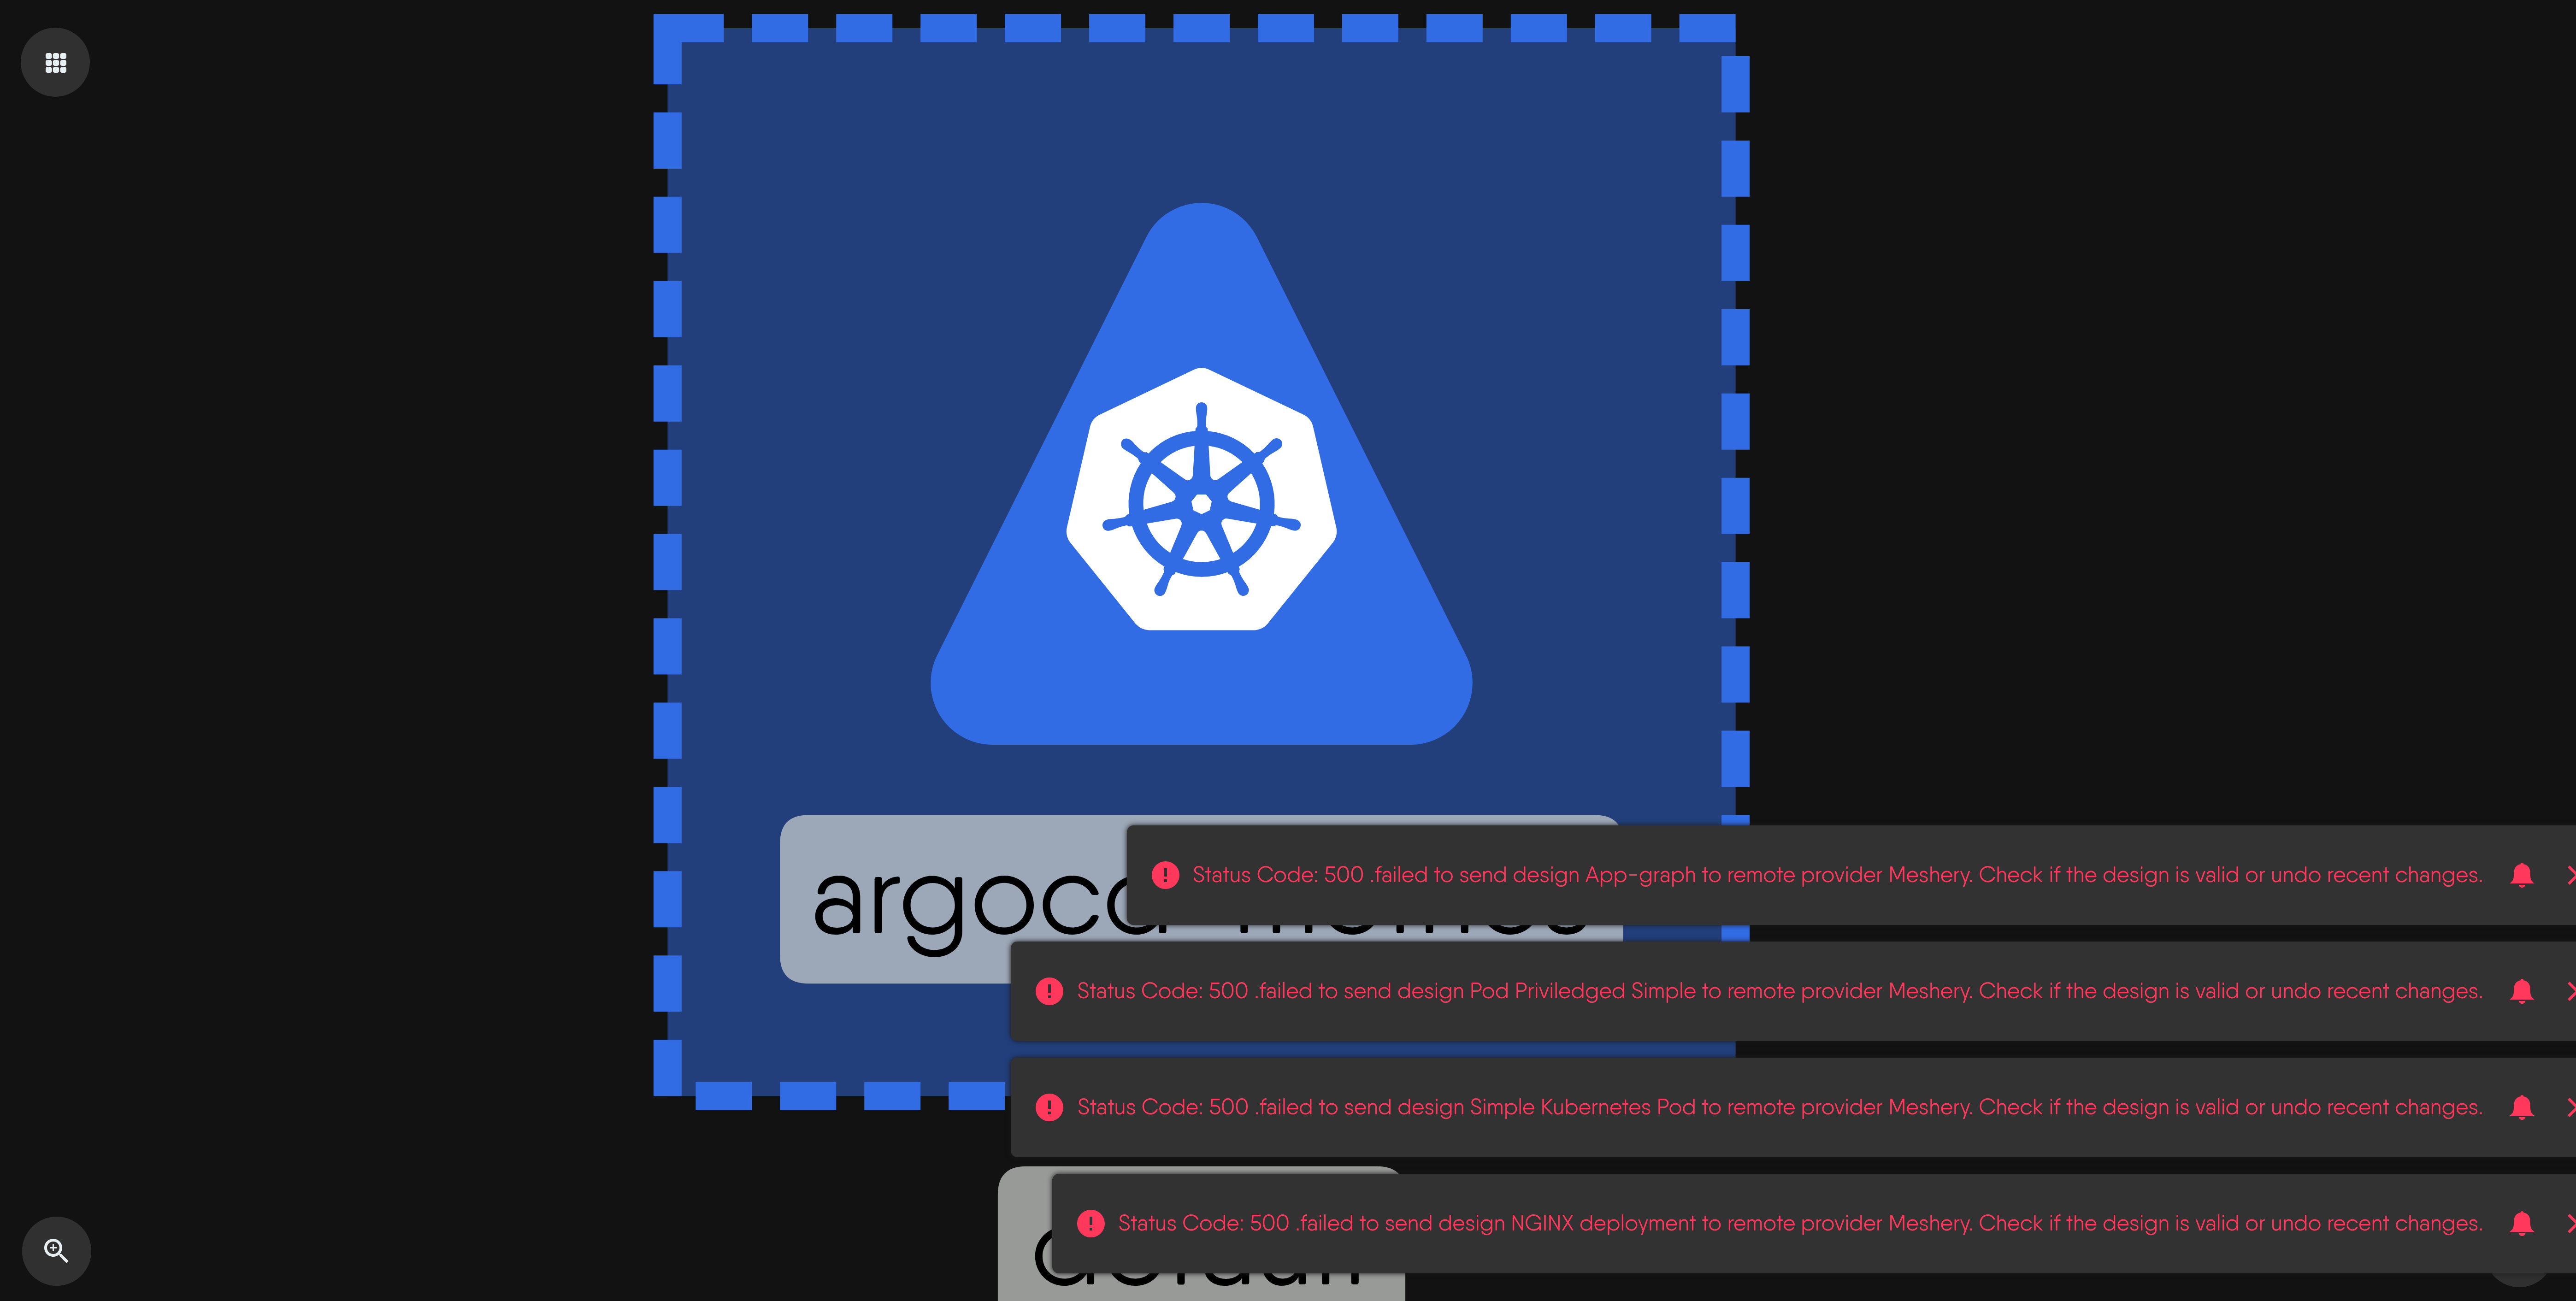 Status Code: 500 .failed to send design App-graph to remote provider Meshery. Check if the design is valid or undo recent changes.
Status Code: 500 .failed to send design Pod Priviledged Simple to remote provider Meshery. Check if the design is valid or undo recent changes.
Status Code: 500 .failed to send design Simple Kubernetes Pod to remote provider Meshery. Check if the design is valid or undo recent changes.
Status Code: 500 .failed to send design NGINX deployment to remote provider Meshery. Check if the design is valid or undo recent changes.